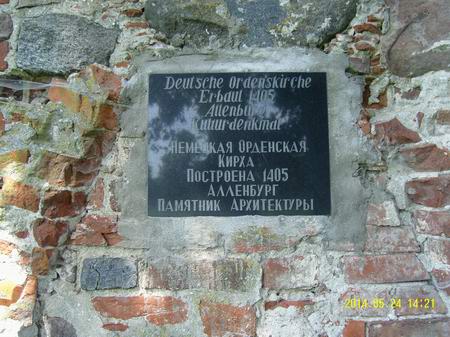 Deutsche Ordenskirche
Erbaut 1405
Allenburg
Kulturdenkmal
Немецкая Орденская
Кирха
Построена 1405
Алленбург
Памятник Архитектуры
2014-05-24 14:21